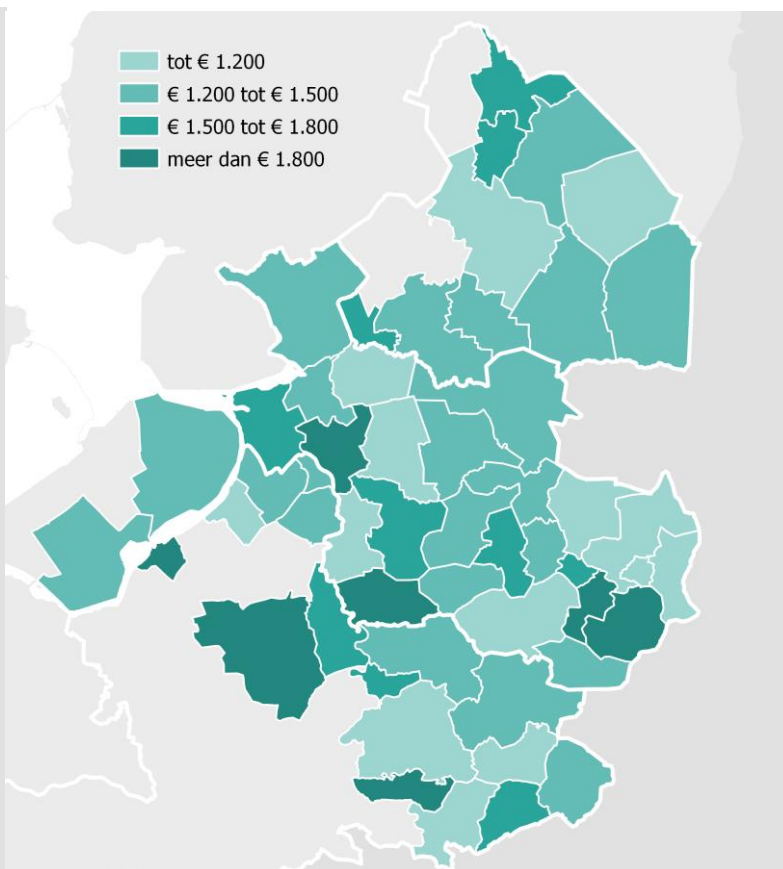 tot € 1.200
€ 1.200 tot € 1.500
€ 1.500 tot € 1.800
meer dan € 1.800